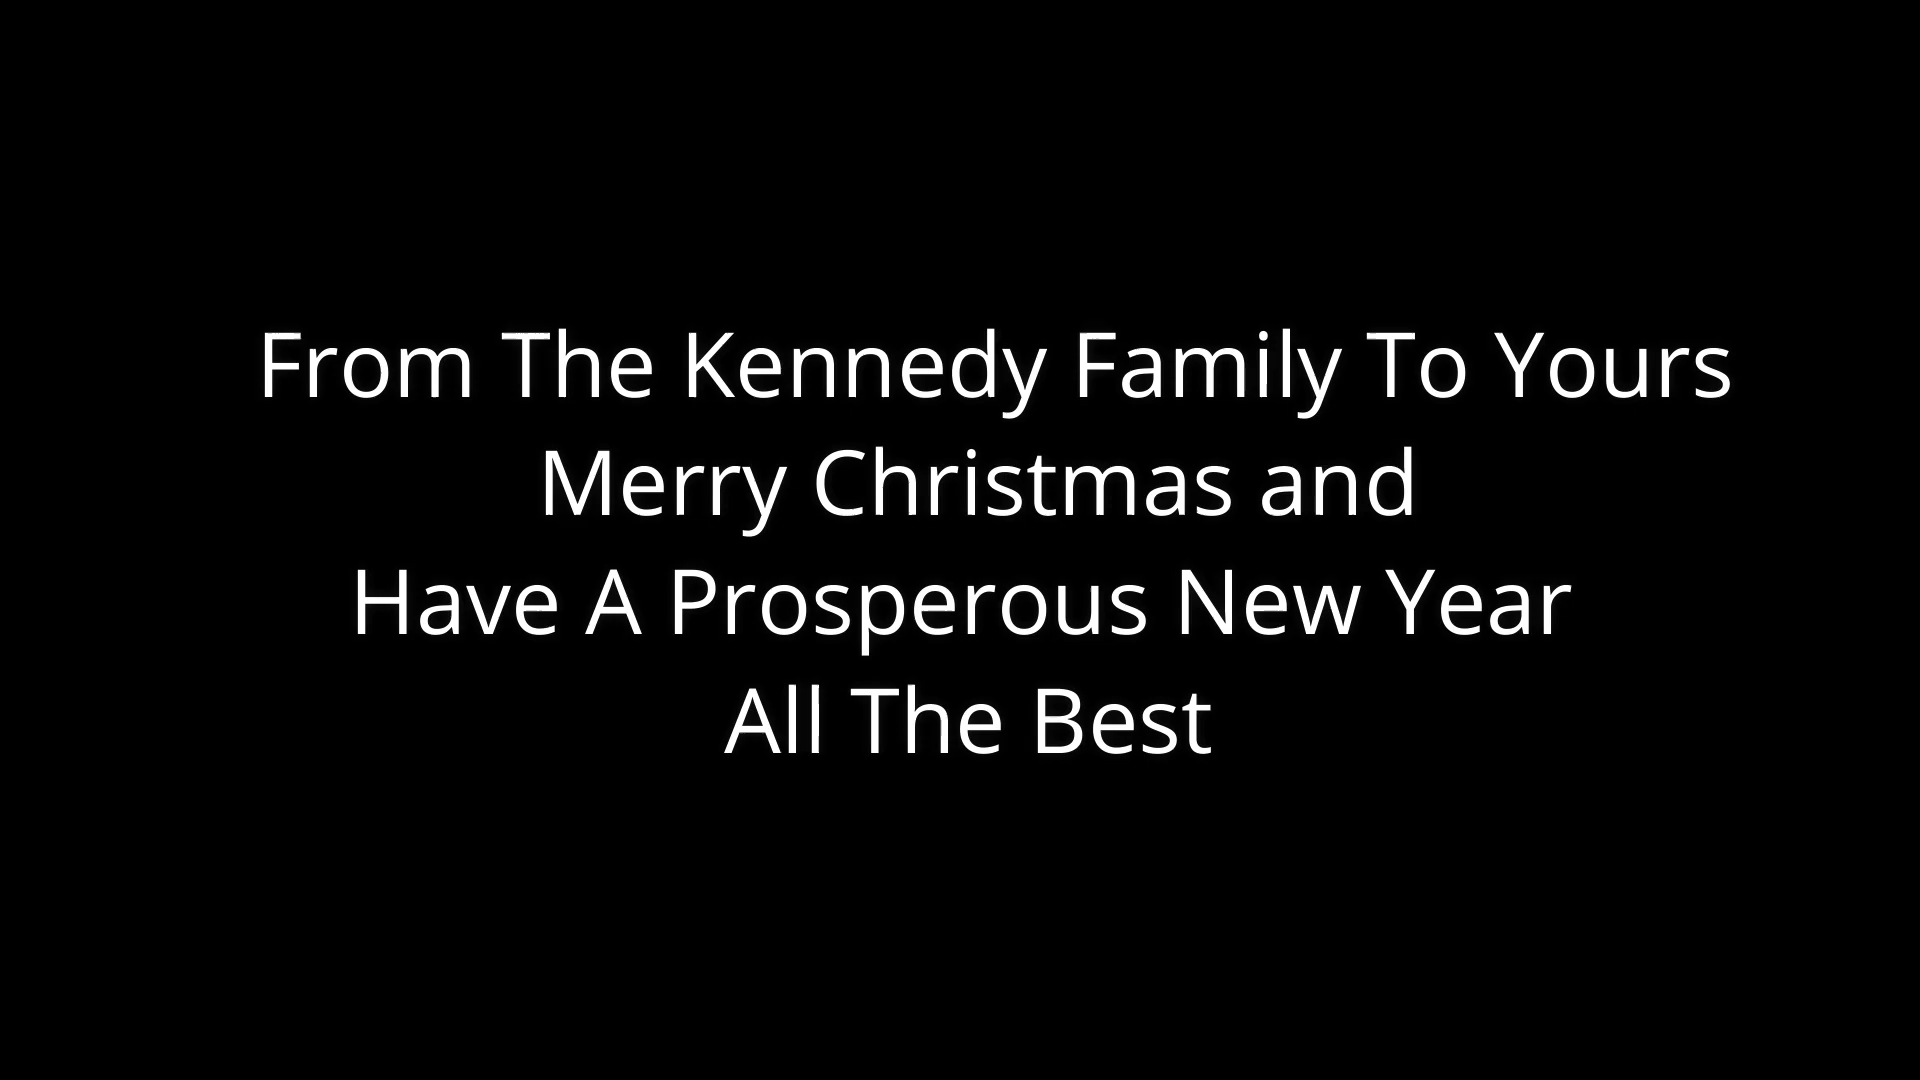 From The Kennedy Family To Yours
Merry Christmas and
Have A Prosperous New Year
All The Best